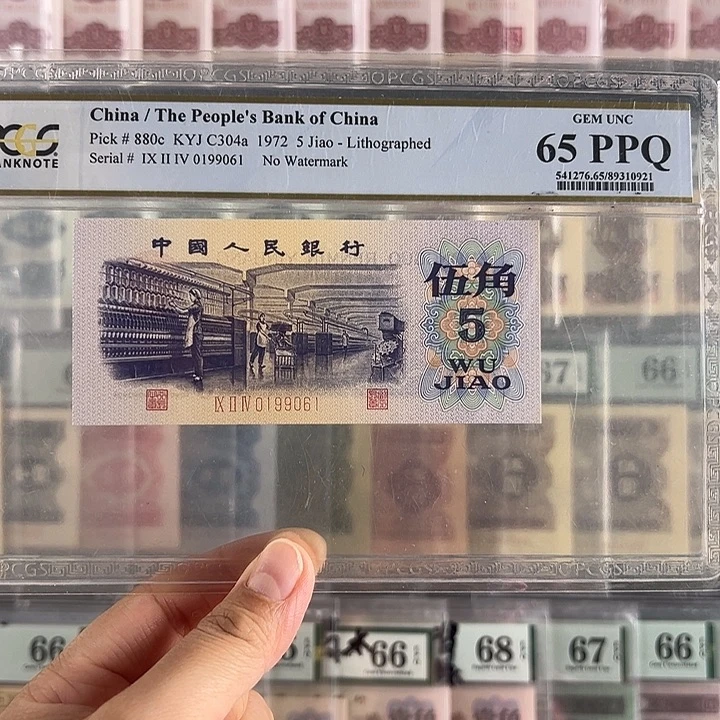 China / The People's Bank of China
GEM UNC
CGS
BANKNOTE
Pick # 880c KYJ C304a 1972 5 Jiao - Lithographed
65 PPQ
Serial # IX II IV 0199061 No Watermark
541276.65/89310921
中國人民銀行
伍角
5
WU
JIAO
IX II IV 0199061
67
66
66
66
68
67
66